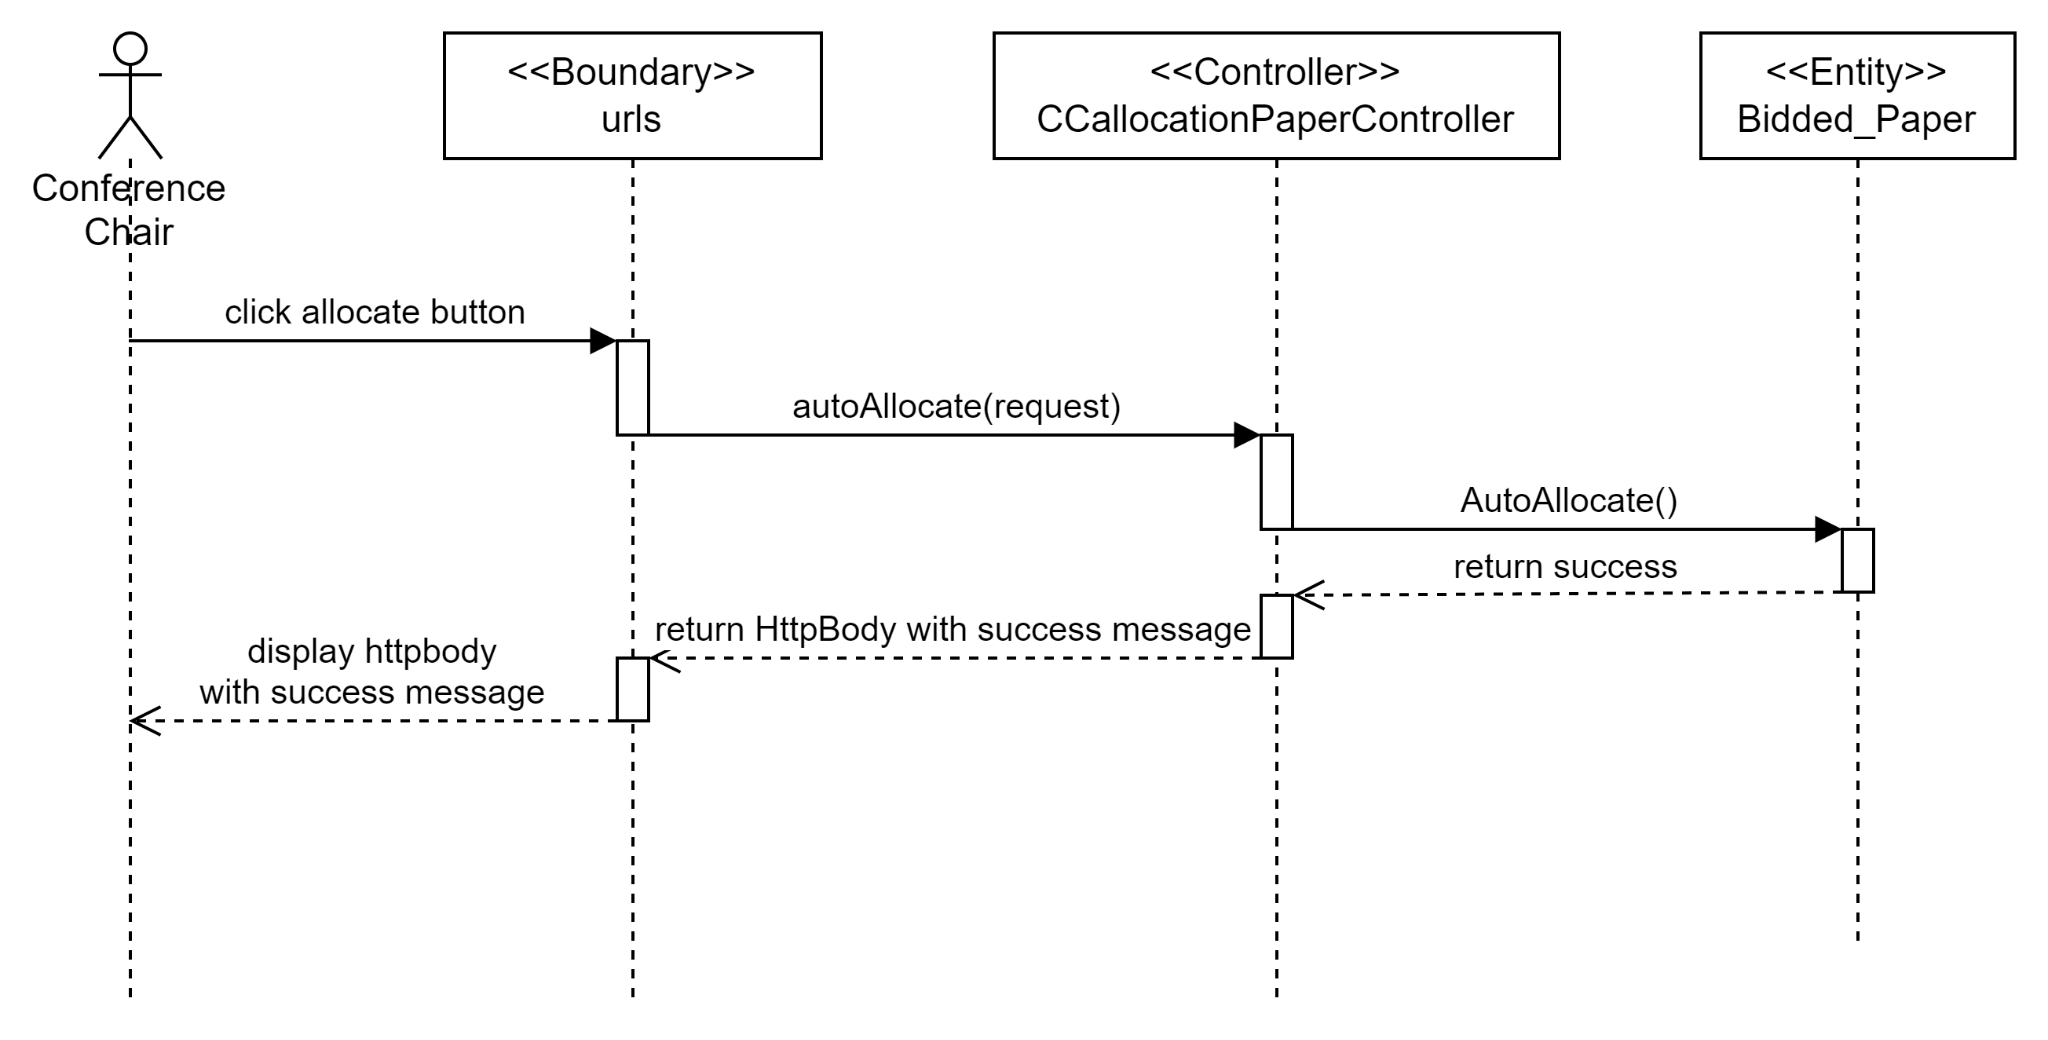 <<Boundary>>
urls
<<Controller>>
CCallocationPaperController
<<Entity>>
Bidded_Paper
Conference
Chair
click allocate button
autoAllocate(request)
AutoAllocate()
return success
return HttpBody with success message
display httpbody
with success message